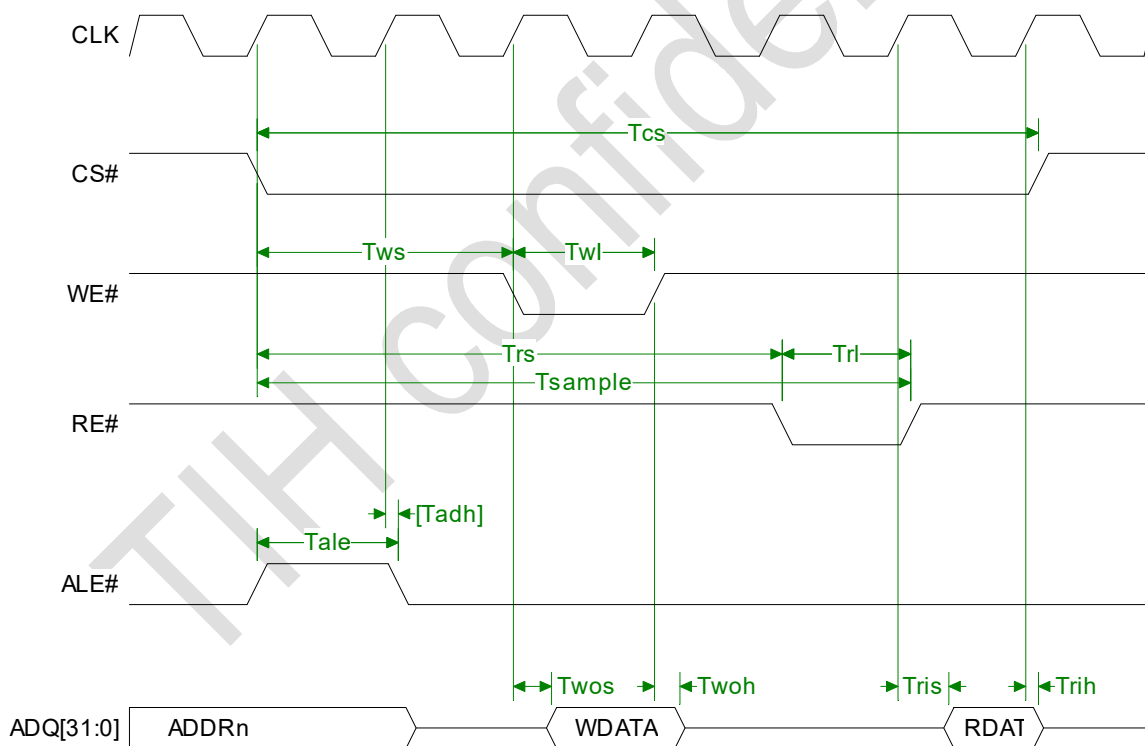 CLK
Tcs
CS#
Tws Twl
WE#
Trs Trl
Tsample
RE#
[Tadh]
Tale
ALE#
Twos Twoh Tris Trih
ADQ[31:0] ADDRn WDATA RDAT
TIH confide